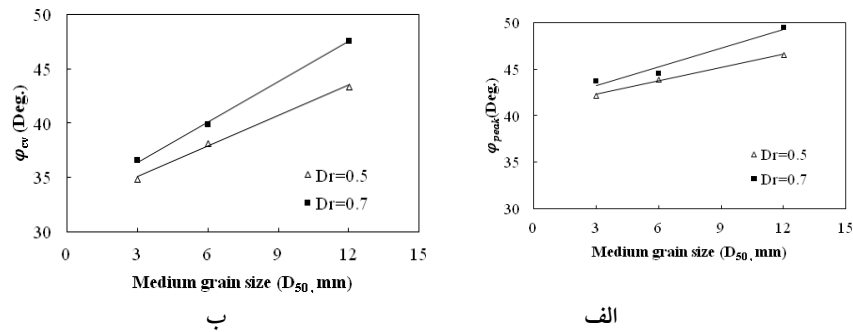 50
45
40
35
30
φcv (Deg.)
Dr=0.5
Dr=0.7
0 3 6 9 12 15
Medium grain size (D50, mm)
ب
50
45
40
35
30
φpeak(Deg.)
Dr=0.5
Dr=0.7
0 3 6 9 12 15
Medium grain size (D50, mm)
الف